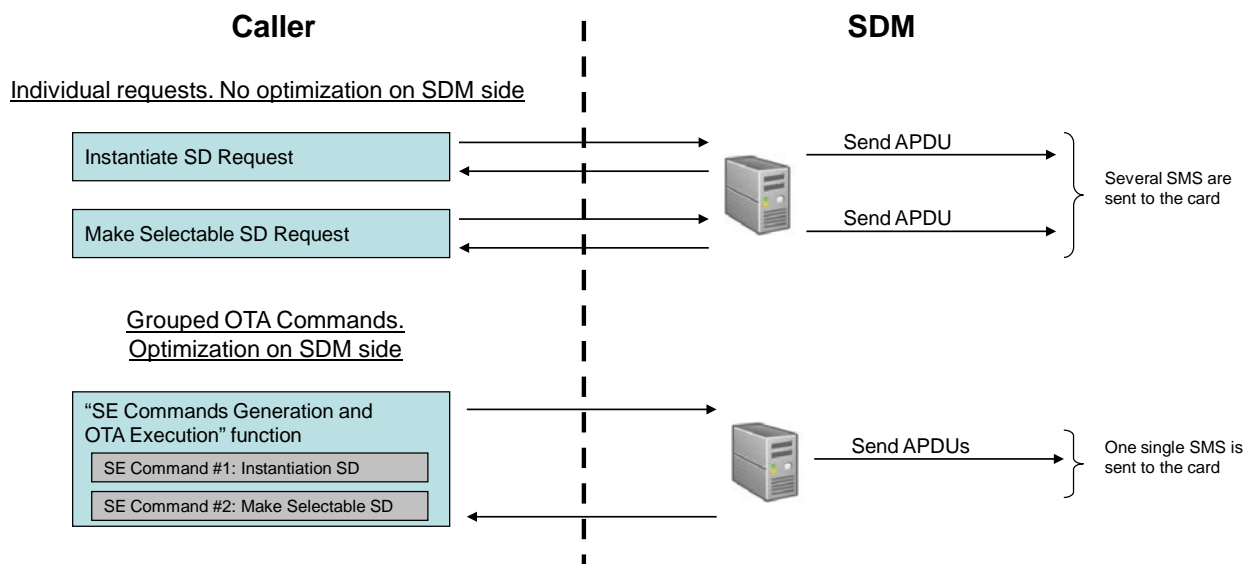 Caller
SDM
Individual requests. No optimization on SDM side
Instantiate SD Request
Send APDU
Make Selectable SD Request
Send APDU
Several SMS are
sent to the card
Grouped OTA Commands.
Optimization on SDM side
“SE Commands Generation and
OTA Execution” function
SE Command #1: Instantiation SD
SE Command #2: Make Selectable SD
Send APDUs
One single SMS is
sent to the card